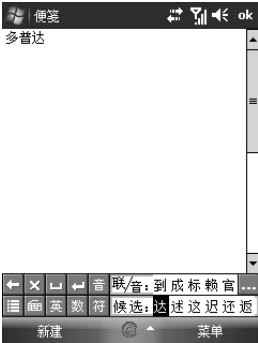 便笺 ok
多普达
音 联/音: 到 成 标 赖 官 ...
英 数 符 候选: 达 述 这 迟 还 返
新建 菜单